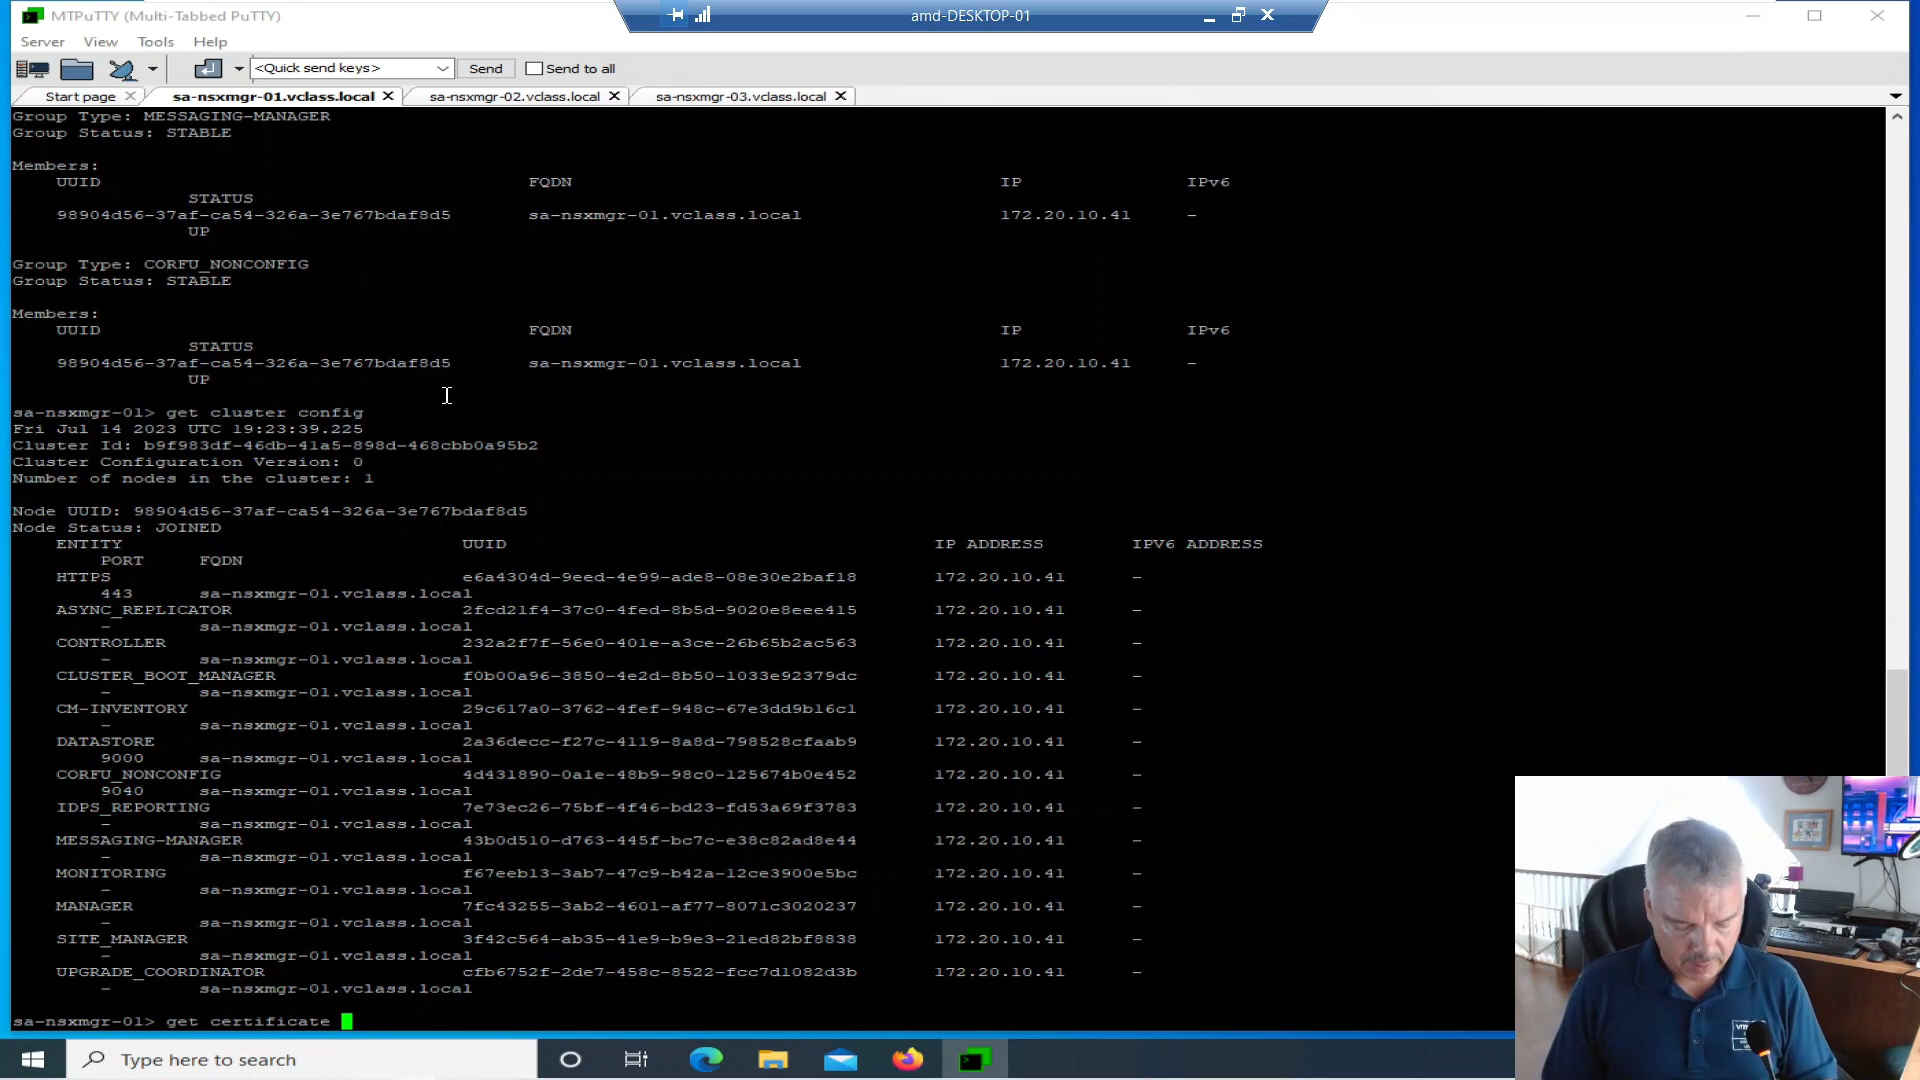 MTPuTTY (Multi-Tabbed PuTTY)
amd-DESKTOP-01
Server View Tools Help
<Quick send keys> Send Send to all
Start page sa-nsxmgr-01.vclass.local sa-nsxmgr-02.vclass.local sa-nsxmgr-03.vclass.local
Group Type: MESSAGING-MANAGER
Group Status: STABLE
Members:
UUID FQDN IP IPv6
STATUS
98904d56-37af-ca54-326a-3e767bdaf8d5 sa-nsxmgr-01.vclass.local 172.20.10.41 -
UP
Group Type: CORFU_NONCONFIG
Group Status: STABLE
Members:
UUID FQDN IP IPv6
STATUS
98904d56-37af-ca54-326a-3e767bdaf8d5 sa-nsxmgr-01.vclass.local 172.20.10.41 -
UP
sa-nsxmgr-01> get cluster config
Fri Jul 14 2023 UTC 19:23:39.225
Cluster Id: b9f983df-46db-41a5-898d-468cbb0a95b2
Cluster Configuration Version: 0
Number of nodes in the cluster: 1
Node UUID: 98904d56-37af-ca54-326a-3e767bdaf8d5
Node Status: JOINED
ENTITY UUID IP ADDRESS IPV6 ADDRESS
PORT FQDN
HTTPS e6a4304d-9eed-4e99-ade8-08e30e2baf18 172.20.10.41 -
443 sa-nsxmgr-01.vclass.local
ASYNC_REPLICATOR 2fcd21f4-37c0-4fed-8b5d-9020e8eee415 172.20.10.41 -
- sa-nsxmgr-01.vclass.local
CONTROLLER 232a2f7f-56e0-401e-a3ce-26b65b2ac563 172.20.10.41 -
- sa-nsxmgr-01.vclass.local
CLUSTER_BOOT_MANAGER f0b00a96-3850-4e2d-8b50-1033e92379dc 172.20.10.41 -
- sa-nsxmgr-01.vclass.local
CM-INVENTORY 29c617a0-3762-4fef-948c-67e3dd9b16c1 172.20.10.41 -
- sa-nsxmgr-01.vclass.local
DATASTORE 2a36decc-f27c-4119-8a8d-798528cfaab9 172.20.10.41 -
9000 sa-nsxmgr-01.vclass.local
CORFU_NONCONFIG 4d431890-0a1e-48b9-98c0-125674b0e452 172.20.10.41 -
9040 sa-nsxmgr-01.vclass.local
IDPS_REPORTING 7e73ec26-75bf-4f46-bd23-fd53a69f3783 172.20.10.41 -
- sa-nsxmgr-01.vclass.local
MESSAGING-MANAGER 43b0d510-d763-445f-bc7c-e38c82ad8e44 172.20.10.41 -
- sa-nsxmgr-01.vclass.local
MONITORING f67eeb13-3ab7-47c9-b42a-12ce3900e5bc 172.20.10.41 -
- sa-nsxmgr-01.vclass.local
MANAGER 7fc43255-3ab2-4601-af77-8071c3020237 172.20.10.41 -
- sa-nsxmgr-01.vclass.local
SITE_MANAGER 3f42c564-ab35-41e9-b9e3-21ed82bf8838 172.20.10.41 -
- sa-nsxmgr-01.vclass.local
UPGRADE_COORDINATOR cfb6752f-2de7-458c-8522-fcc7d1082d3b 172.20.10.41 -
- sa-nsxmgr-01.vclass.local
sa-nsxmgr-01> get certificate
Type here to search